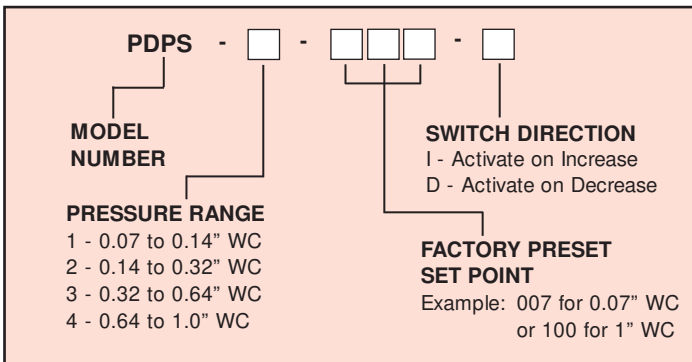 PDPS - -  -
MODEL
NUMBER
PRESSURE RANGE
1 - 0.07 to 0.14” WC
2 - 0.14 to 0.32” WC
3 - 0.32 to 0.64” WC
4 - 0.64 to 1.0” WC
SWITCH DIRECTION
I - Activate on Increase
D - Activate on Decrease
FACTORY PRESET
SET POINT
Example: 007 for 0.07” WC
or 100 for 1” WC